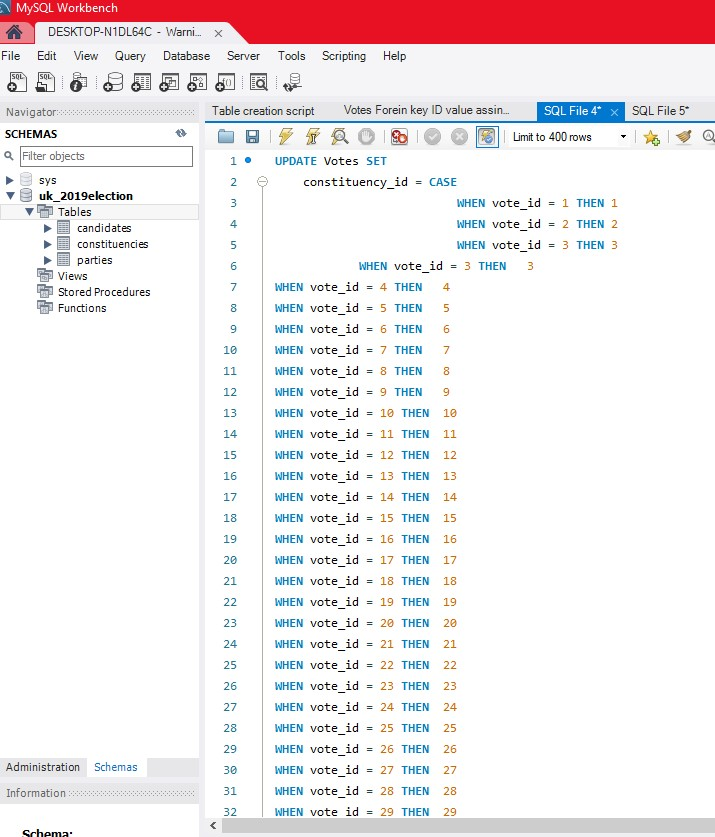 MySQL Workbench
DESKTOP-N1DL64C - Warni... ×
File Edit View Query Database Server Tools Scripting Help
Navigator
SCHEMAS
Filter objects
sys
uk_2019election
Tables
candidates
constituencies
parties
Views
Stored Procedures
Functions
Administration Schemas
Information
Schema:
Table creation script Votes Forein key ID value assin... SQL File 4* × SQL File 5*
Limit to 400 rows
1 UPDATE Votes SET
2 constituency_id = CASE
3 WHEN vote_id = 1 THEN 1
4 WHEN vote_id = 2 THEN 2
5 WHEN vote_id = 3 THEN 3
6 WHEN vote_id = 3 THEN 3
7 WHEN vote_id = 4 THEN 4
8 WHEN vote_id = 5 THEN 5
9 WHEN vote_id = 6 THEN 6
10 WHEN vote_id = 7 THEN 7
11 WHEN vote_id = 8 THEN 8
12 WHEN vote_id = 9 THEN 9
13 WHEN vote_id = 10 THEN 10
14 WHEN vote_id = 11 THEN 11
15 WHEN vote_id = 12 THEN 12
16 WHEN vote_id = 13 THEN 13
17 WHEN vote_id = 14 THEN 14
18 WHEN vote_id = 15 THEN 15
19 WHEN vote_id = 16 THEN 16
20 WHEN vote_id = 17 THEN 17
21 WHEN vote_id = 18 THEN 18
22 WHEN vote_id = 19 THEN 19
23 WHEN vote_id = 20 THEN 20
24 WHEN vote_id = 21 THEN 21
25 WHEN vote_id = 22 THEN 22
26 WHEN vote_id = 23 THEN 23
27 WHEN vote_id = 24 THEN 24
28 WHEN vote_id = 25 THEN 25
29 WHEN vote_id = 26 THEN 26
30 WHEN vote_id = 27 THEN 27
31 WHEN vote_id = 28 THEN 28
32 WHEN vote_id = 29 THEN 29